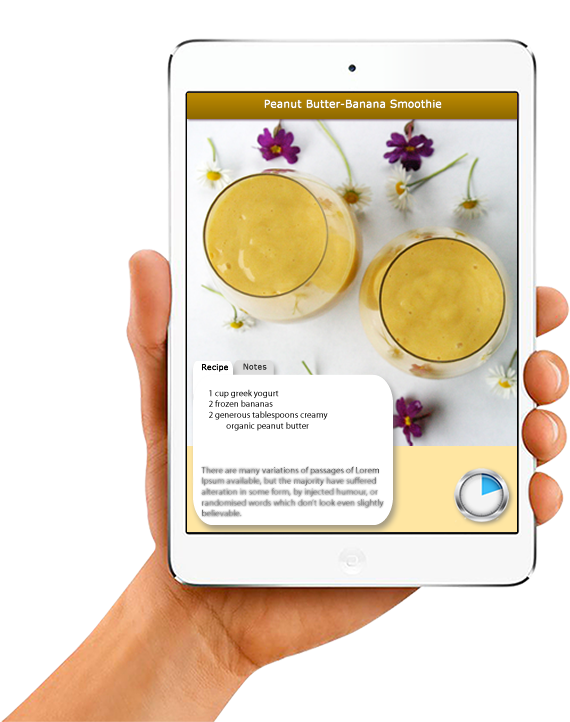 Peanut Butter-Banana Smoothie
Recipe
Notes
1 cup greek yogurt
2 frozen bananas
2 generous tablespoons creamy
organic peanut butter
There are many variations of passages of Lorem
Ipsum available, but the majority have suffered
alteration in some form, by injected humour, or
randomised words which don't look even slightly
believable.